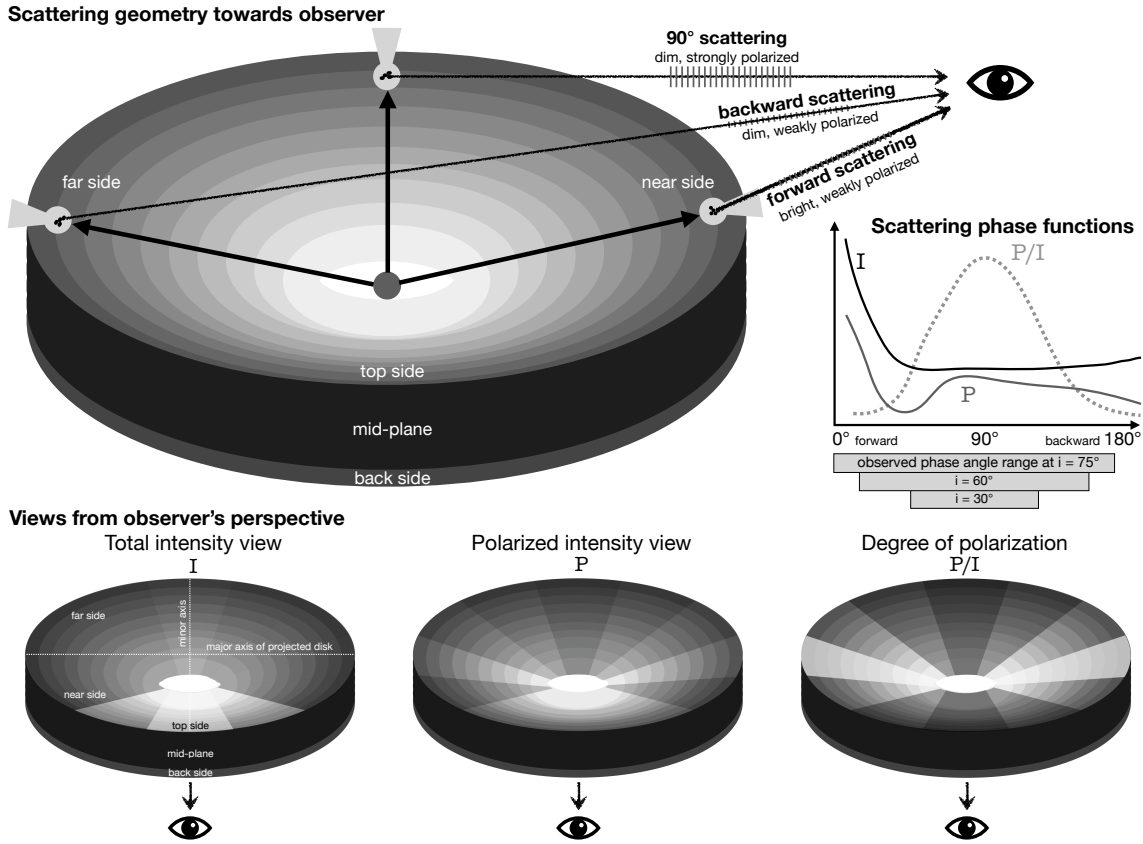 Scattering geometry towards observer
90° scattering
dim, strongly polarized
backward scattering
dim, weakly polarized
forward scattering
bright, weakly polarized
far side
near side
top side
mid-plane
back side
Scattering phase functions
I
P/I
P
0° forward
90°
backward 180°
observed phase angle range at i = 75°
i = 60°
i = 30°
Views from observer's perspective
Total intensity view
I
far side
minor axis
major axis of projected disk
near side
top side
mid-plane
back side
Polarized intensity view
P
Degree of polarization
P/I